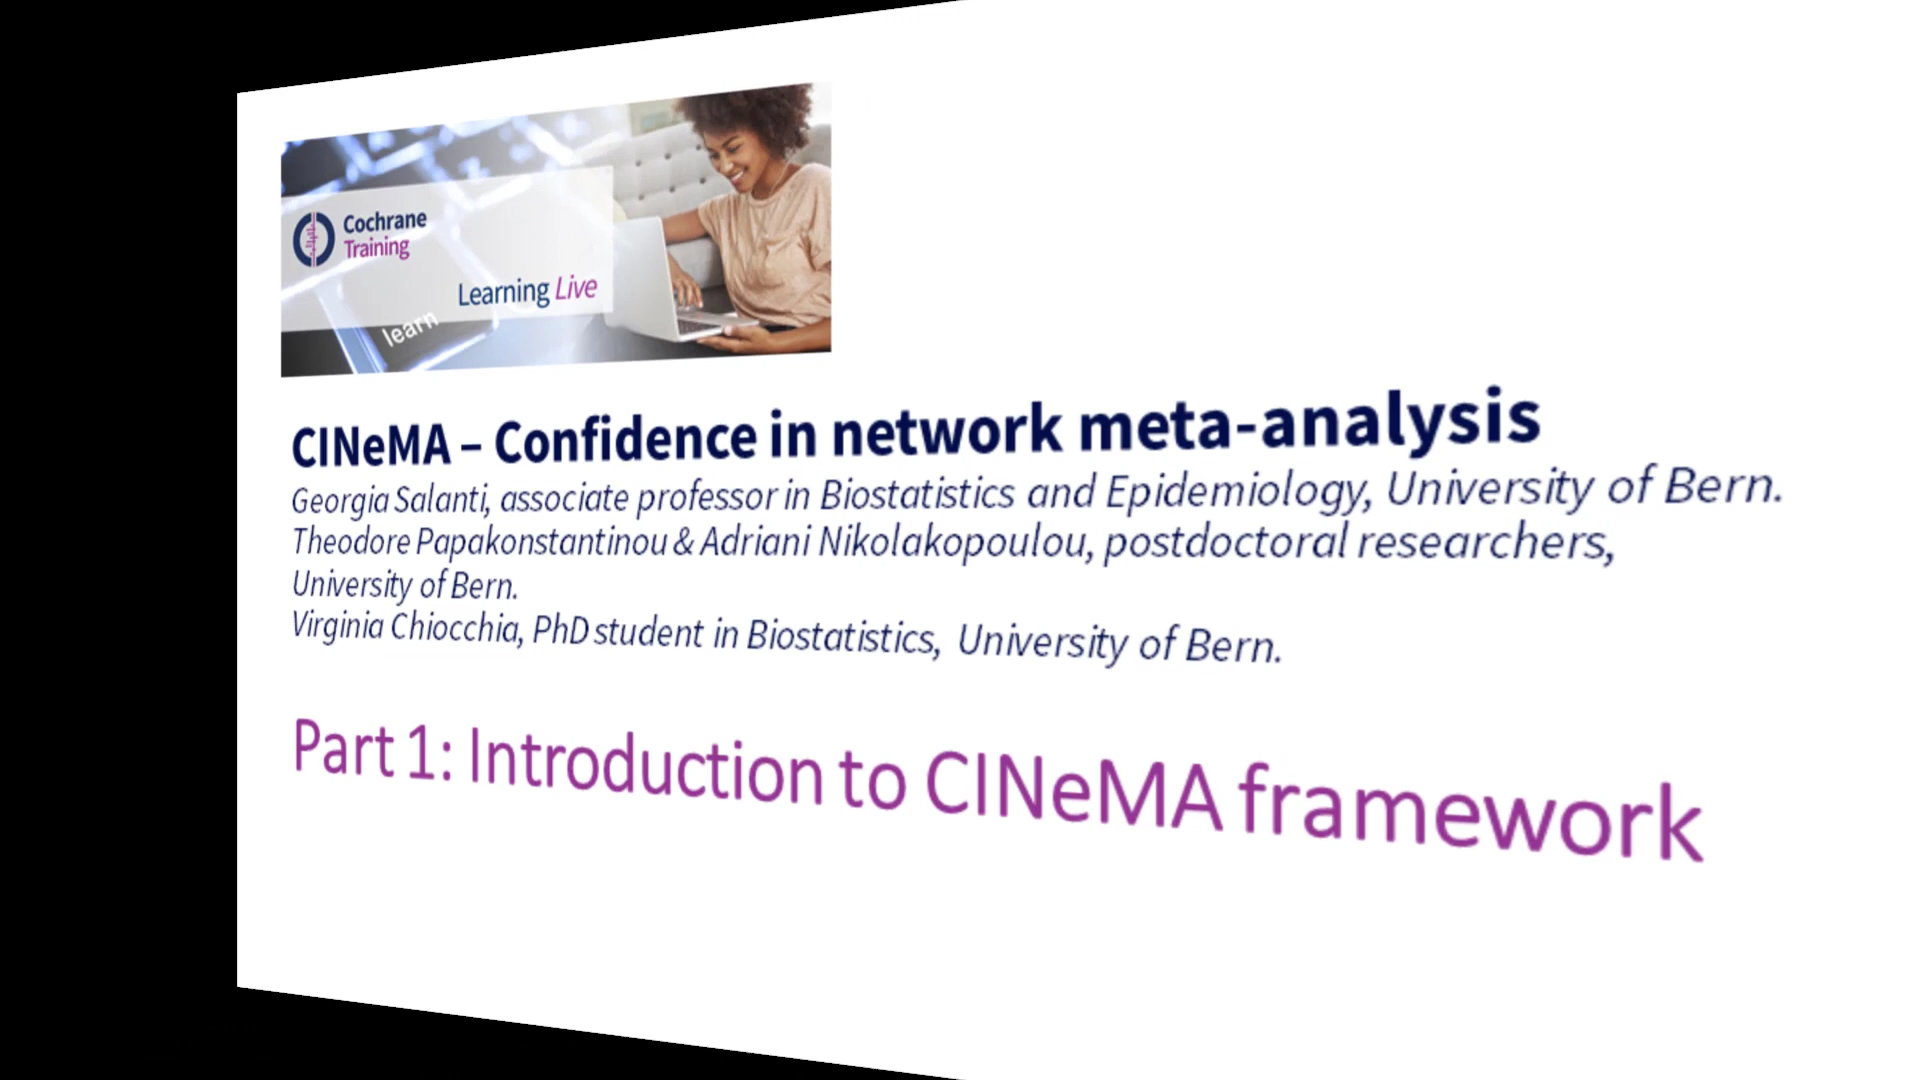 Cochrane
Training
Learning Live
learn
CINeMA – Confidence in network meta-analysis
Georgia Salanti, associate professor in Biostatistics and Epidemiology, University of Bern.
Theodore Papakonstantinou & Adriani Nikolakopoulou, postdoctoral researchers,
University of Bern.
Virginia Chiocchia, PhD student in Biostatistics, University of Bern.
Part 1: Introduction to CINeMA framework